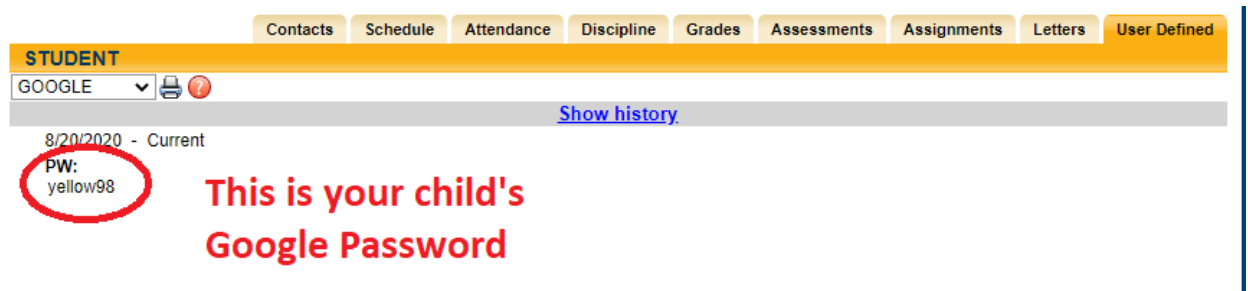 Contacts Schedule Attendance Discipline Grades Assessments Assignments Letters User Defined
STUDENT
GOOGLE ?
Show history
8/20/2020 - Current
PW:
yellow98
This is your child's
Google Password